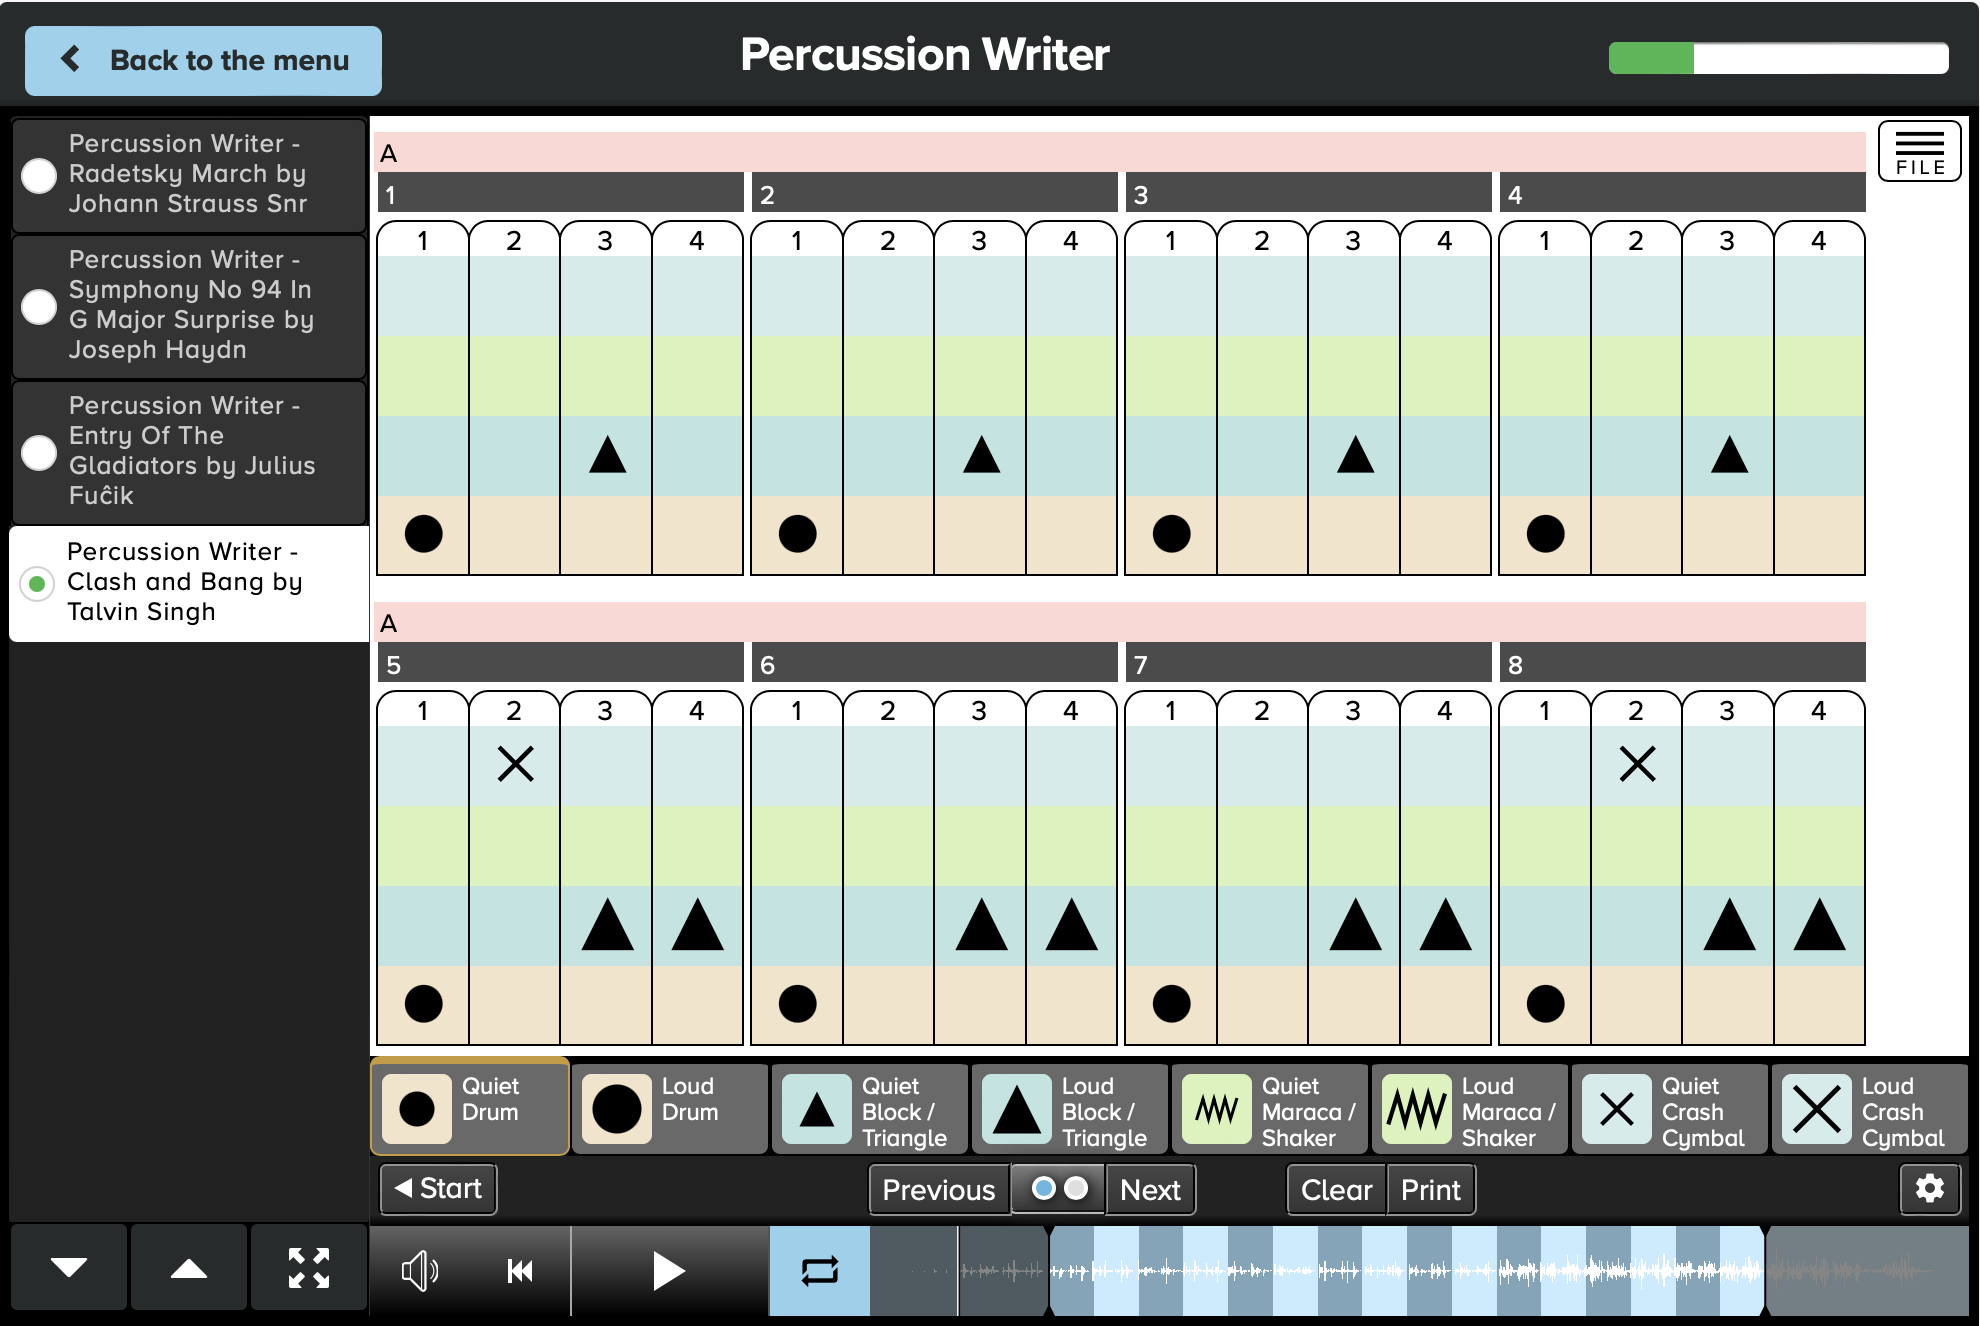 Back to the menu
Percussion Writer
Percussion Writer -
Radetsky March by
Johann Strauss Snr
Percussion Writer -
Symphony No 94 In
G Major Surprise by
Joseph Haydn
Percussion Writer -
Entry Of The
Gladiators by Julius
Fuĉik
Percussion Writer -
Clash and Bang by
Talvin Singh
FILE
A
1 2 3 4
1 2 3 4 1 2 3 4 1 2 3 4 1 2 3 4
A
5 6 7 8
1 2 3 4 1 2 3 4 1 2 3 4 1 2 3 4
Quiet
Drum
Loud
Drum
Quiet
Block /
Triangle
Loud
Block /
Triangle
Quiet
Maraca /
Shaker
Loud
Maraca /
Shaker
Quiet
Crash
Cymbal
Loud
Crash
Cymbal
Start
Previous
Next
Clear
Print